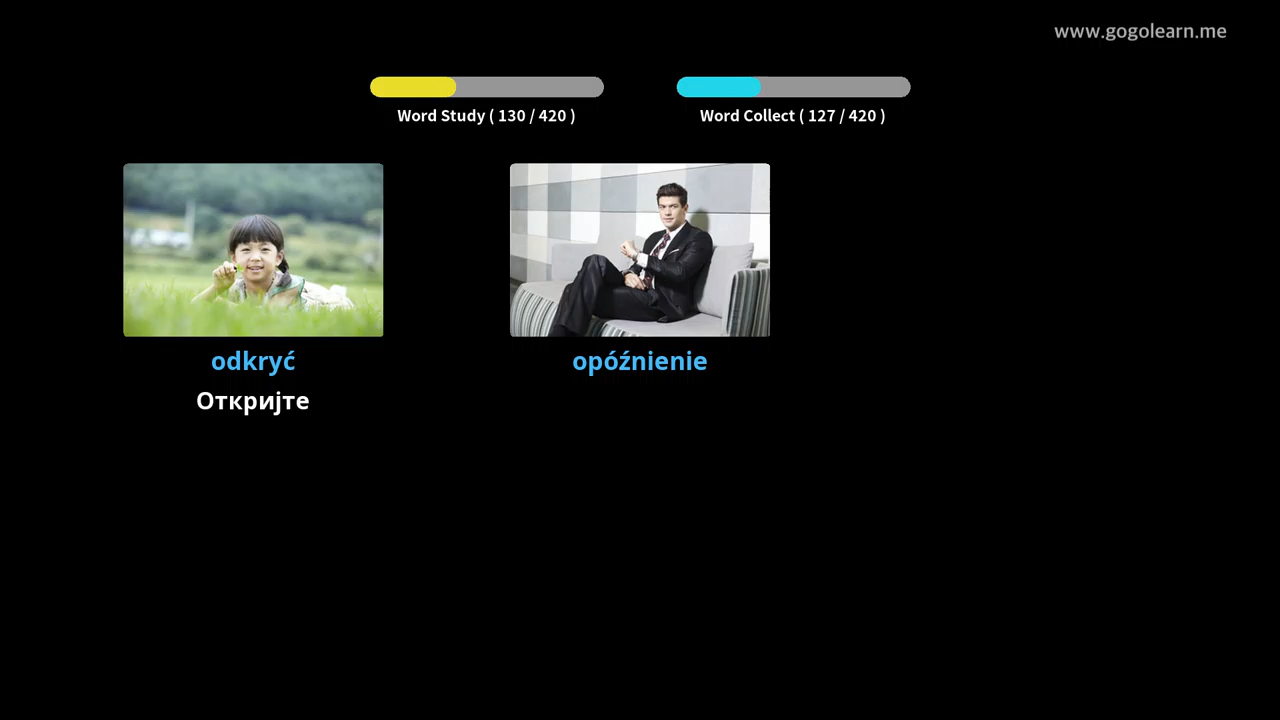 www.gogolearn.me
Word Study ( 130 / 420 )
Word Collect ( 127 / 420 )
odkryć
opóźnienie
Откријте